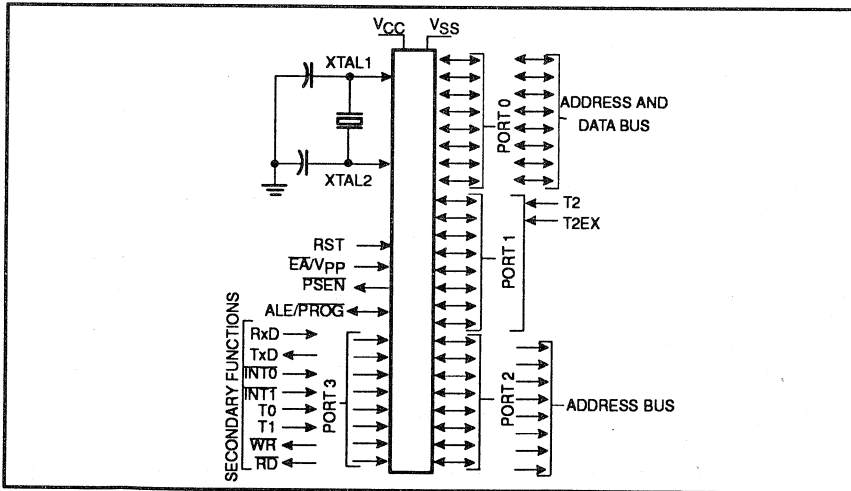 VCC VSS
XTAL1
XTAL2
PORT 0
ADDRESS AND
DATA BUS
T2
T2EX
PORT 1
RST
EA/VPP
PSEN
ALE/PROG
SECONDARY FUNCTIONS
RxD
TxD
INT0
INT1
T0
T1
WR
RD
PORT 3
PORT 2
ADDRESS BUS